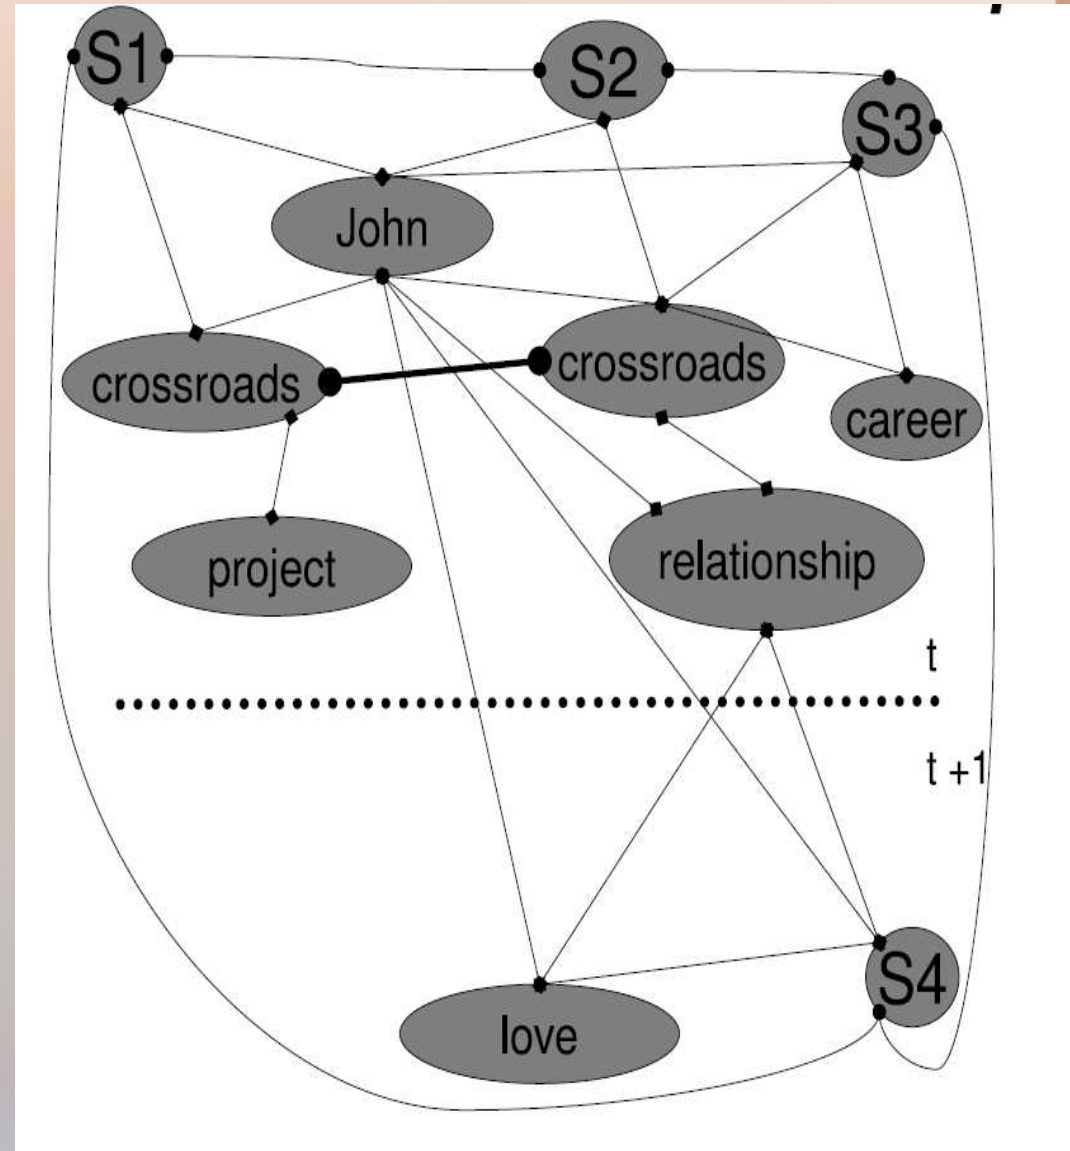 S1
S2
S3
John
crossroads
crossroads
career
project
relationship
t
t +1
S4
love